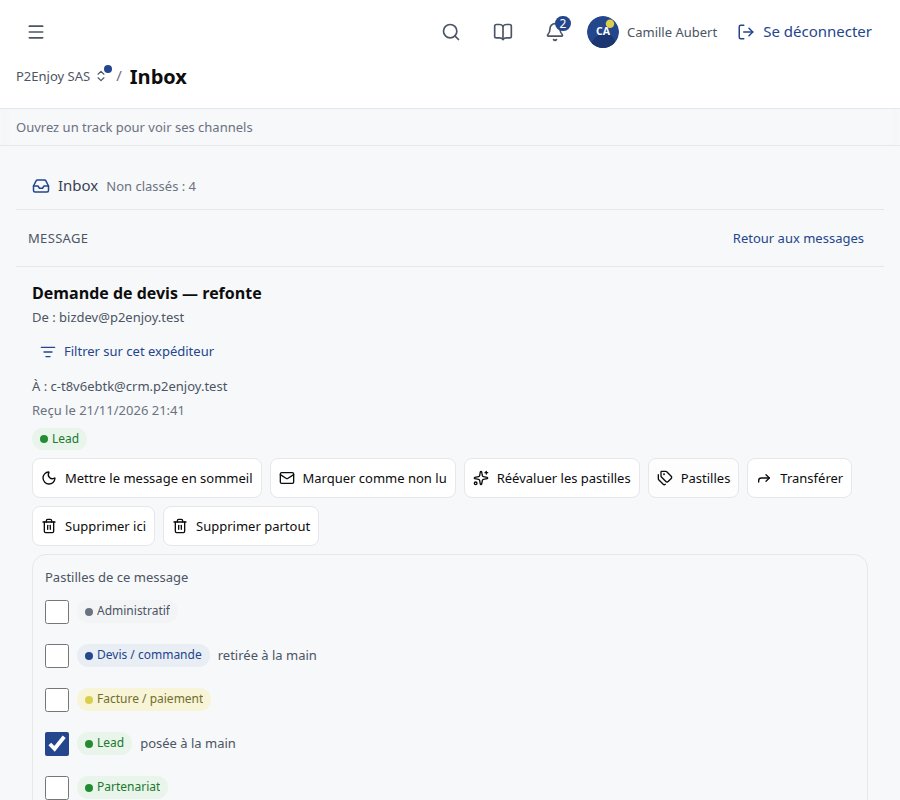 2
CA
Camille Aubert
Se déconnecter
P2Enjoy SAS / Inbox
Ouvrez un track pour voir ses channels
Inbox Non classés : 4
MESSAGE
Retour aux messages
Demande de devis — refonte
De : bizdev@p2enjoy.test
Filtrer sur cet expéditeur
À : c-t8v6ebtk@crm.p2enjoy.test
Reçu le 21/11/2026 21:41
Lead
Mettre le message en sommeil
Marquer comme non lu
Réévaluer les pastilles
Pastilles
Transférer
Supprimer ici
Supprimer partout
Pastilles de ce message
Administratif
Devis / commande retirée à la main
Facture / paiement
Lead posée à la main
Partenariat